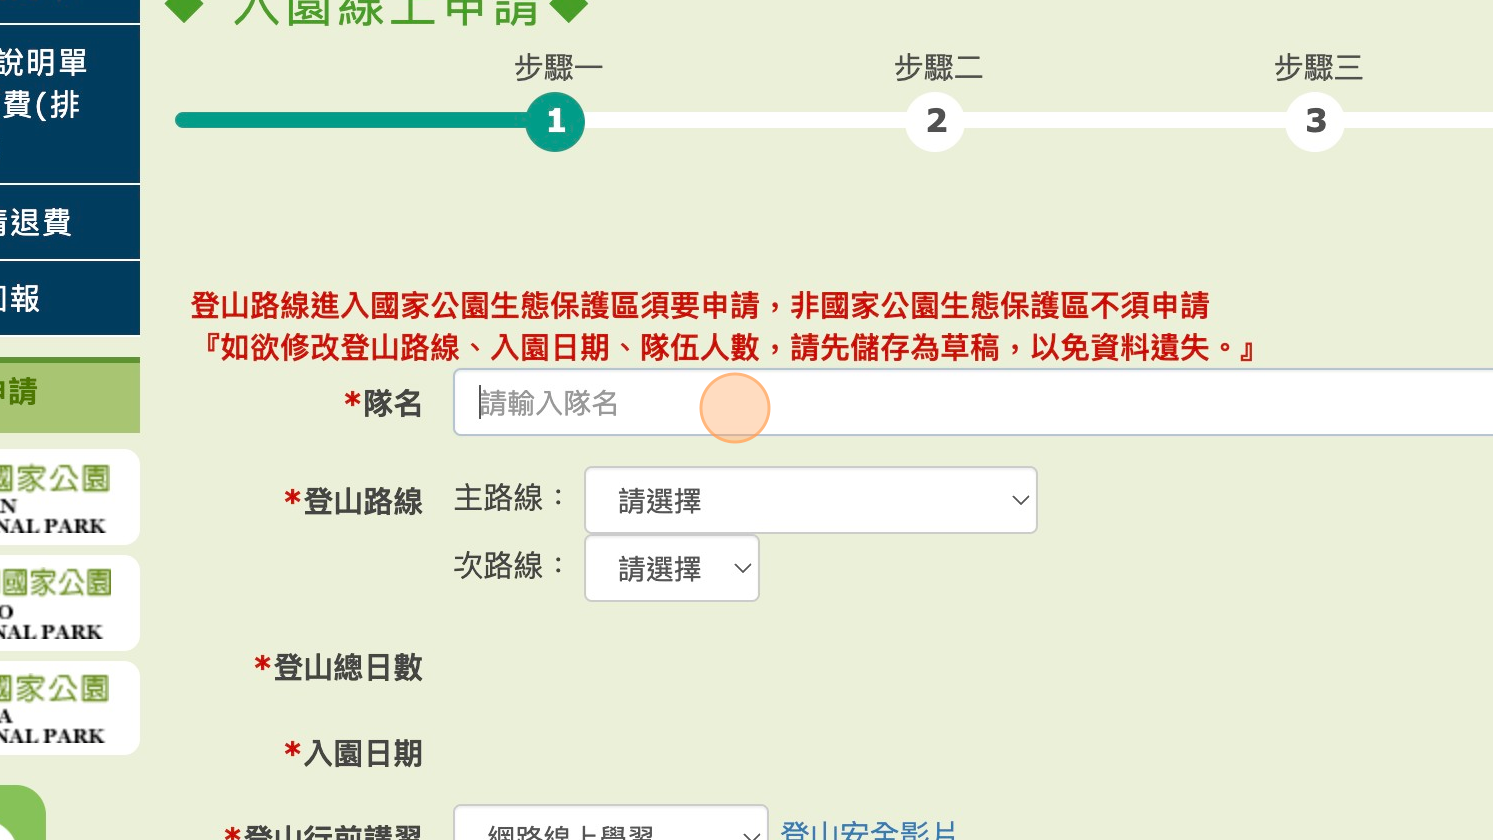 入園線上申請
說明單
費(排
步驟一
步驟二
步驟三
1
2
3
請退費
回報
登山路線進入國家公園生態保護區須要申請，非國家公園生態保護區不須申請
『如欲修改登山路線、入園日期、隊伍人數，請先儲存為草稿，以免資料遺失。』
申請
*隊名
請輸入隊名
*登山路線
主路線：
請選擇
次路線：
請選擇
國家公園
N
NAL PARK
國家公園
O
NAL PARK
國家公園
A
NAL PARK
*登山總日數
*入園日期
*登山行前講習
網路線上學習
登山安全影片